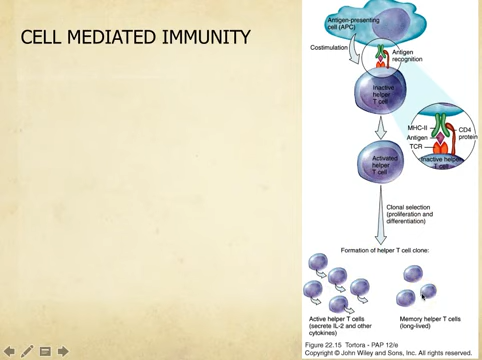 CELL MEDIATED IMMUNITY
Antigen-presenting
cell (APC)
Costimulation
Antigen
recognition
Inactive
helper
T cell
MHC-II
CD4
protein
Antigen
TCR
Inactive helper
T cell
Activated
helper
T cell
Clonal selection
(proliferation and
differentiation)
Formation of helper T cell clone:
Active helper T cells
(secrete IL-2 and other
cytokines)
Memory helper T cells
(long-lived)
Figure 22.15 Tortora - PAP 12/e
Copyright © John Wiley and Sons, Inc. All rights reserved.